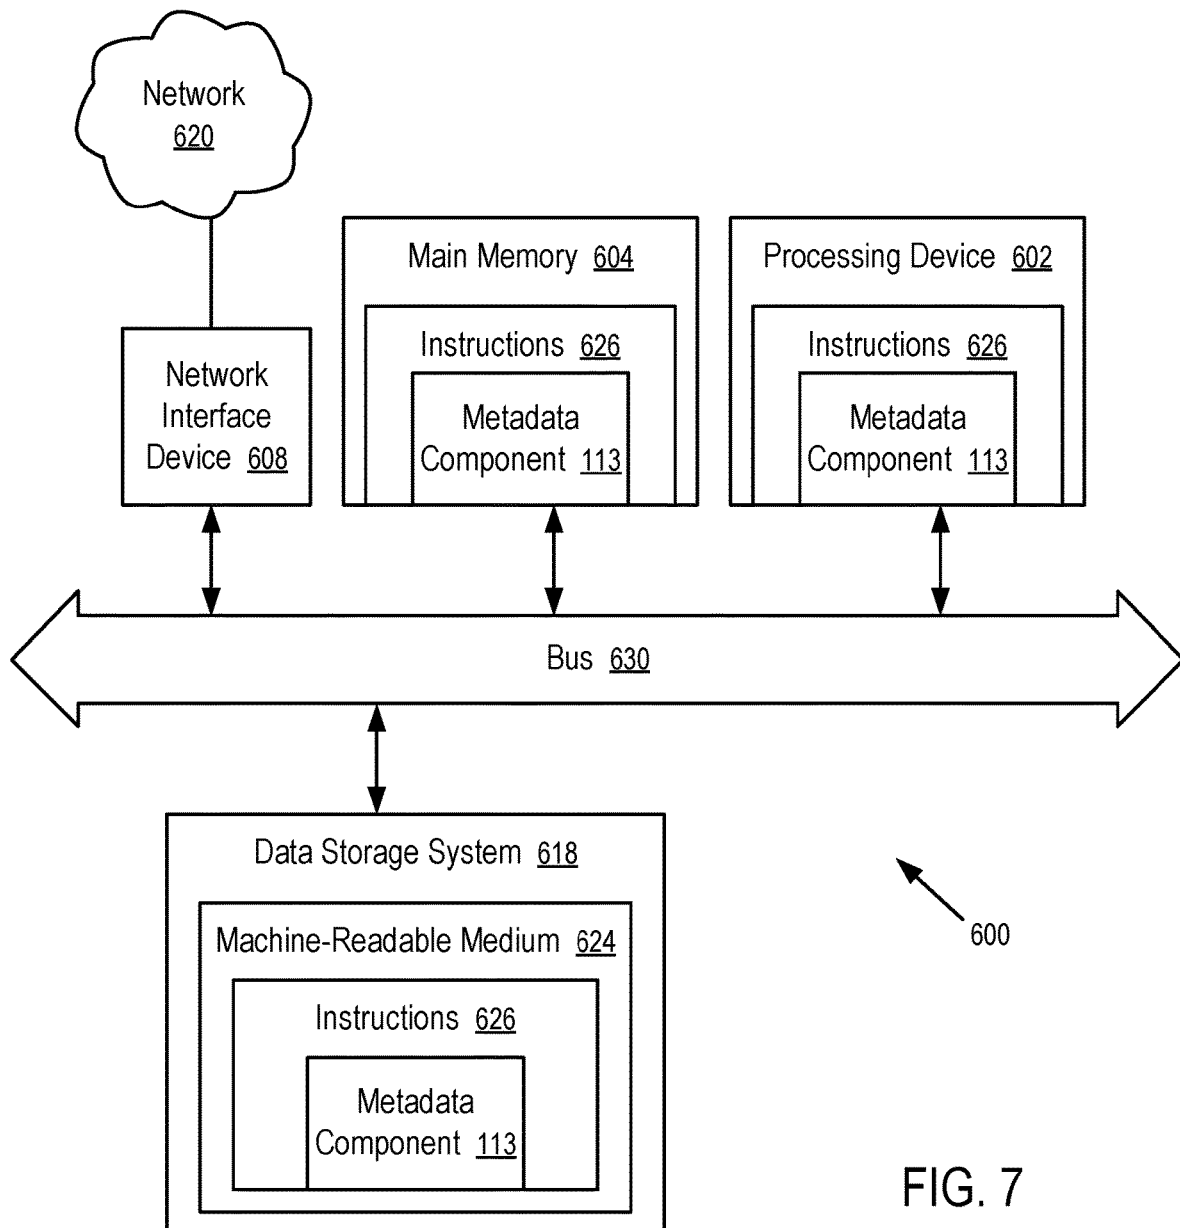 Network
620
Main Memory 604
Processing Device 602
Instructions 626
Instructions 626
Network
Interface
Device 608
Metadata
Component 113
Metadata
Component 113
Bus 630
Data Storage System 618
Machine-Readable Medium 624
Instructions 626
Metadata
Component 113
600
FIG. 7